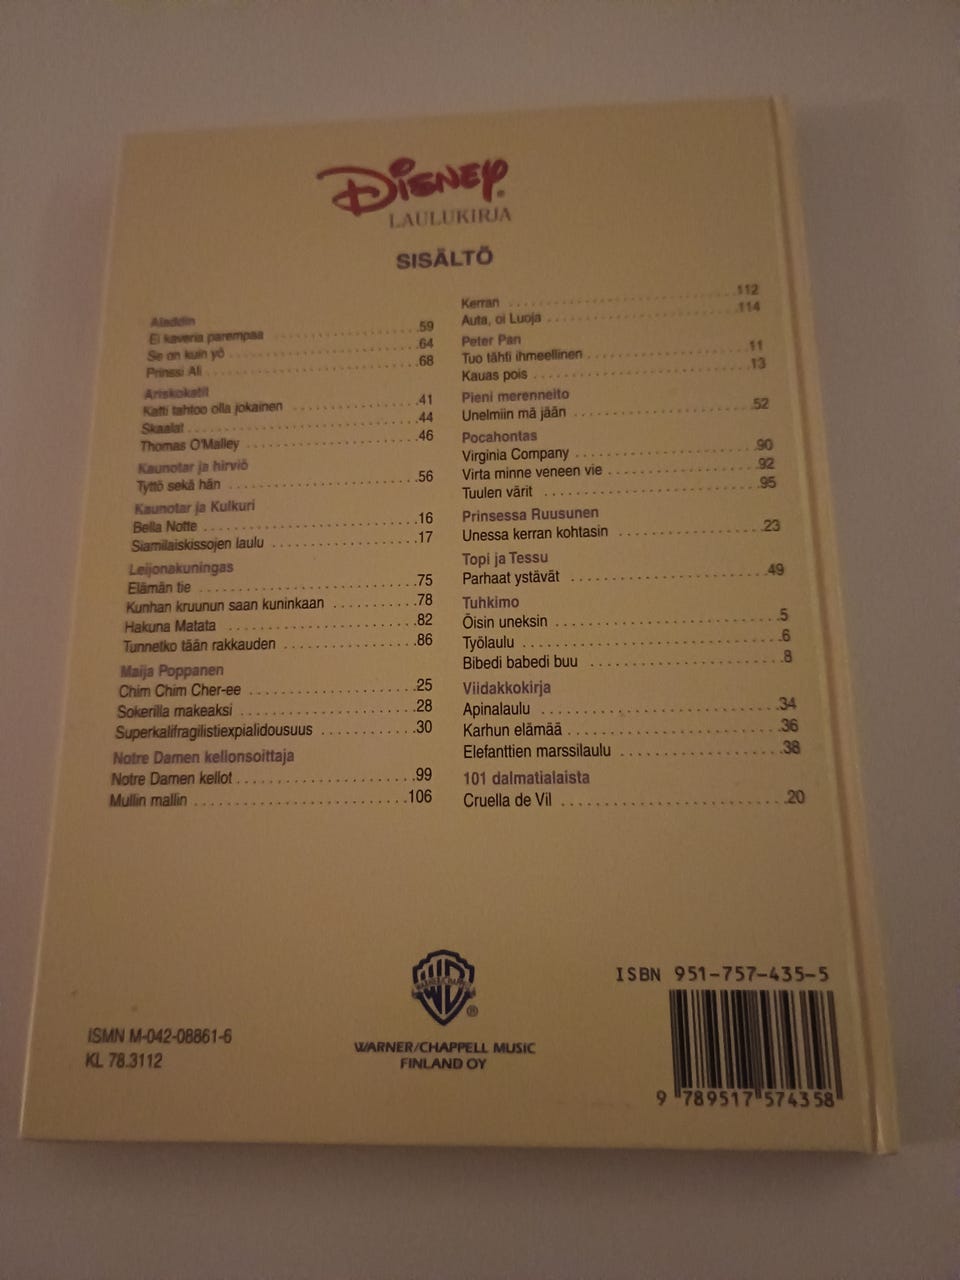 Disney®
LAULUKIRJA
SISÄLTÖ
Aladdin
Ei kaveria parempaa ..........59
Se on kuin yö ..........64
Prinssi Ali ..........68
Aristokatit
Katti tahtoo olla jokainen ..........41
Skaalat ..........44
Thomas O'Malley ..........46
Kaunotar ja hirviö
Tyttö sekä hän ..........56
Kaunotar ja Kulkuri
Bella Notte ..........16
Siamilaiskissojen laulu ..........17
Leijonakuningas
Elämän tie ..........75
Kunhan kruunun saan kuninkaan ..........78
Hakuna Matata ..........82
Tunnetko tään rakkauden ..........86
Maija Poppanen
Chim Chim Cher-ee ..........25
Sokerilla makeaksi ..........28
Superkalifragilistiexpialidousuus ..........30
Notre Damen kellonsoittaja
Notre Damen kellot ..........99
Mullin mallin ..........106
Kerran ..........112
Auta, oi Luoja ..........114
Peter Pan
Tuo tähti ihmeellinen ..........11
Kauas pois ..........13
Pieni merenneito
Unelmiin mä jään ..........52
Pocahontas
Virginia Company ..........90
Virta minne veneen vie ..........92
Tuulen värit ..........95
Prinsessa Ruusunen
Unessa kerran kohtasin ..........23
Topi ja Tessu
Parhaat ystävät ..........49
Tuhkimo
Öisin uneksin ..........5
Työlaulu ..........6
Bibedi babedi buu ..........8
Viidakkokirja
Apinalaulu ..........34
Karhun elämää ..........36
Elefanttien marssilaulu ..........38
101 dalmatialaista
Cruella de Vil ..........20
ISMN M-042-08861-6
KL 78.3112
WARNER/CHAPPELL
®
WARNER/CHAPPELL MUSIC
FINLAND OY
ISBN 951-757-435-5
9 789517 574358